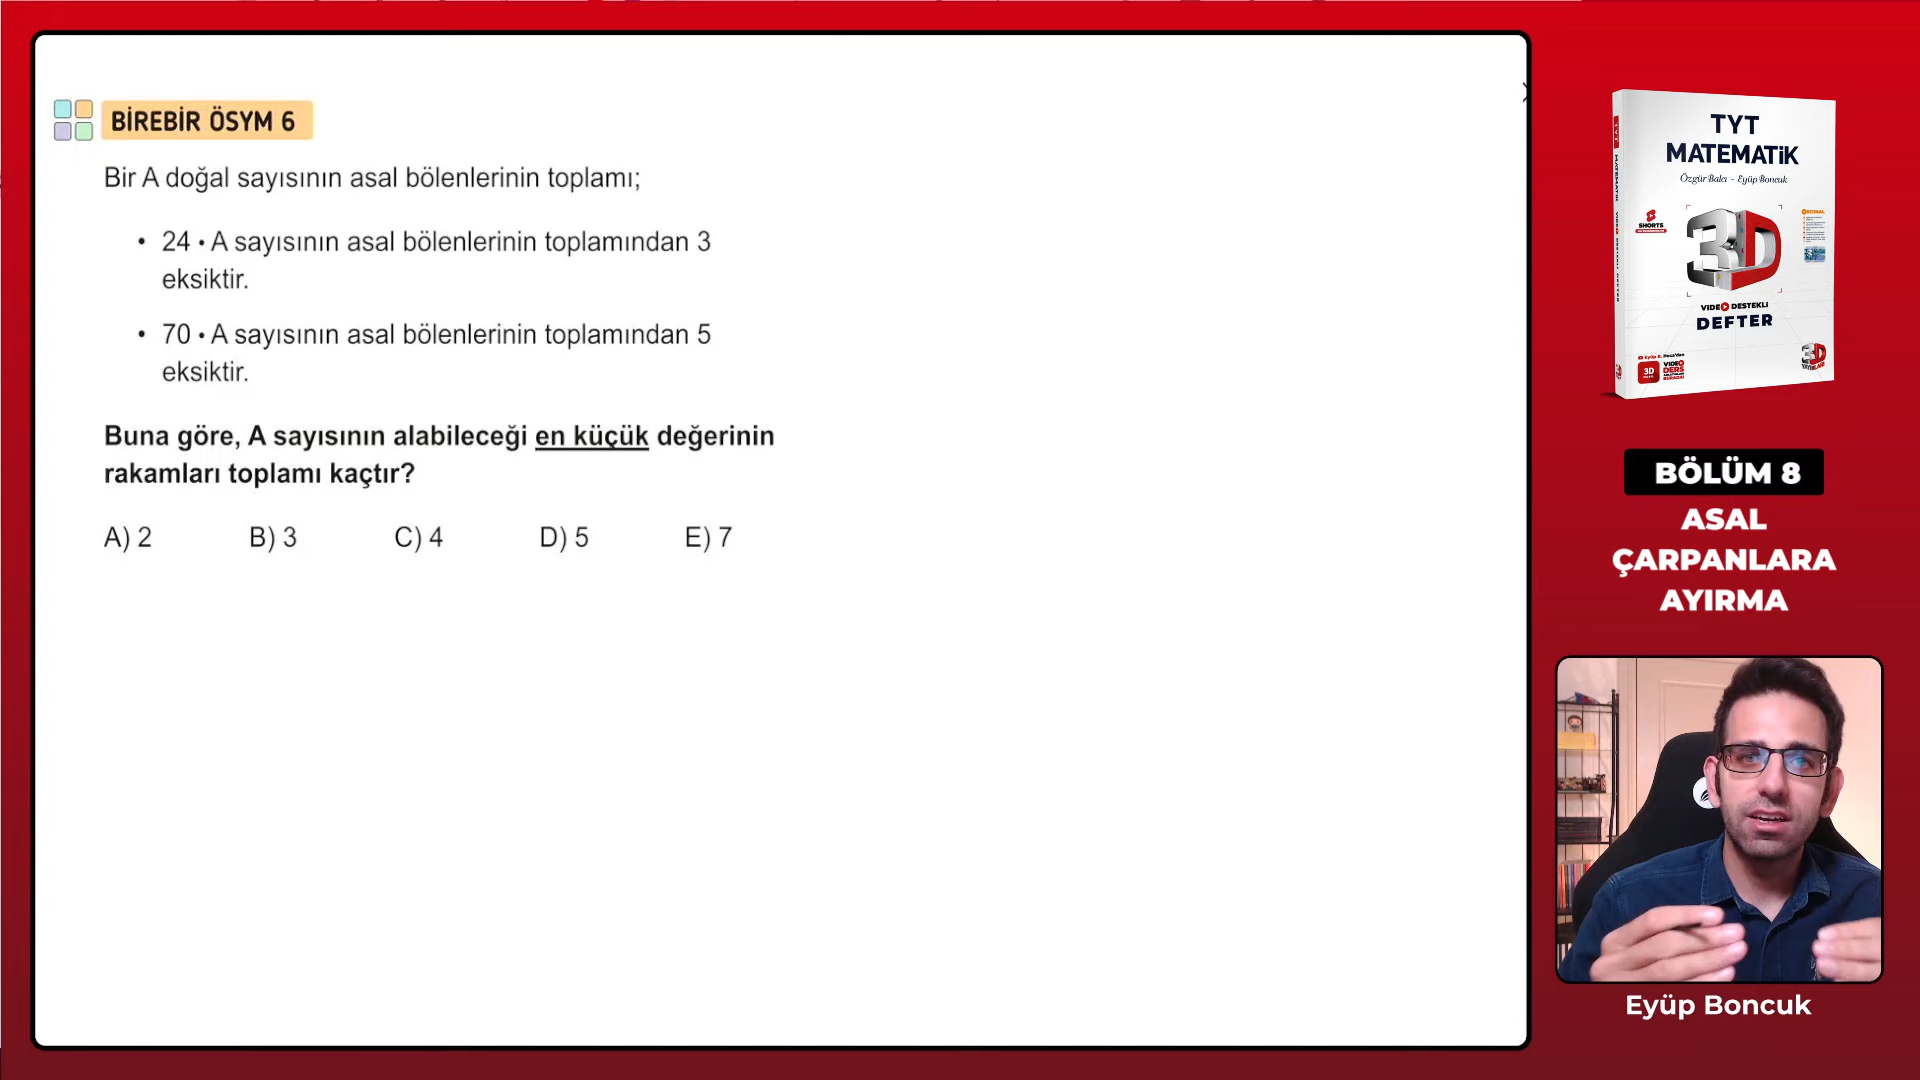 BİREBİR ÖSYM 6
Bir A doğal sayısının asal bölenlerinin toplamı;
• 24 • A sayısının asal bölenlerinin toplamından 3
eksiktir.
• 70 • A sayısının asal bölenlerinin toplamından 5
eksiktir.
Buna göre, A sayısının alabileceği en küçük değerinin
rakamları toplamı kaçtır?
A) 2 B) 3 C) 4 D) 5 E) 7
TYT
MATEMATİK
Özgür Balcı - Eyüp Boncuk
SHORTS
3D
VIDEO DESTEKLİ
DEFTER
BÖLÜM 8
ASAL
ÇARPANLARA
AYIRMA
Eyüp Boncuk